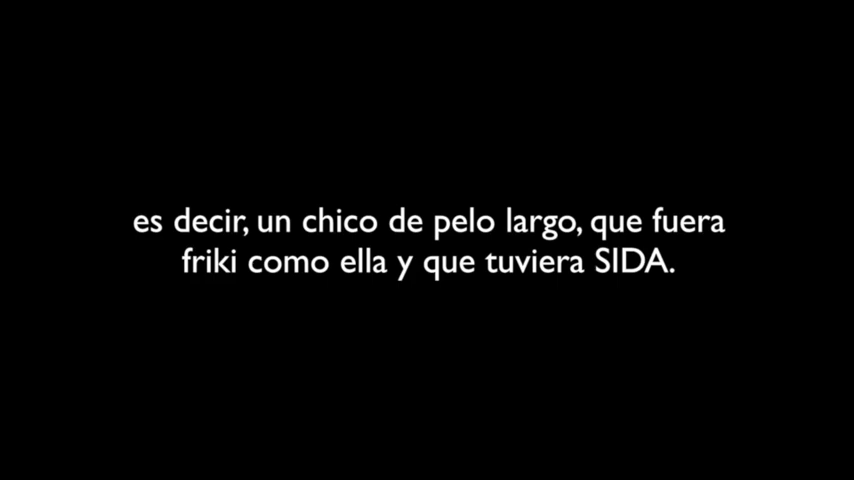 es decir, un chico de pelo largo, que fuera
friki como ella y que tuviera SIDA.